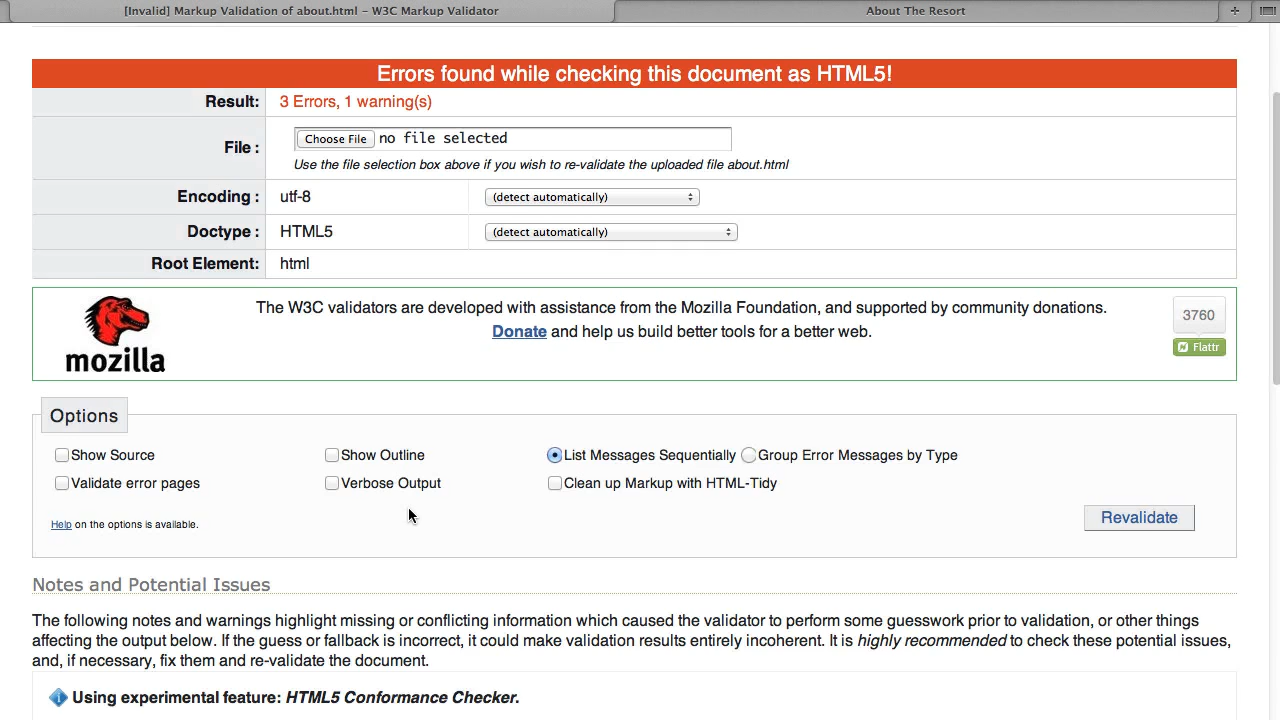 [Invalid] Markup Validation of about.html – W3C Markup Validator
About The Resort
Errors found while checking this document as HTML5!
Result: 3 Errors, 1 warning(s)
File : Choose File no file selected
Use the file selection box above if you wish to re-validate the uploaded file about.html
Encoding : utf-8 (detect automatically)
Doctype : HTML5 (detect automatically)
Root Element: html
The W3C validators are developed with assistance from the Mozilla Foundation, and supported by community donations.
Donate and help us build better tools for a better web.
mozilla
3760
Flattr
Options
Show Source Show Outline List Messages Sequentially Group Error Messages by Type
Validate error pages Verbose Output Clean up Markup with HTML-Tidy
Help on the options is available.
Revalidate
Notes and Potential Issues
The following notes and warnings highlight missing or conflicting information which caused the validator to perform some guesswork prior to validation, or other things
affecting the output below. If the guess or fallback is incorrect, it could make validation results entirely incoherent. It is highly recommended to check these potential issues,
and, if necessary, fix them and re-validate the document.
Using experimental feature: HTML5 Conformance Checker.